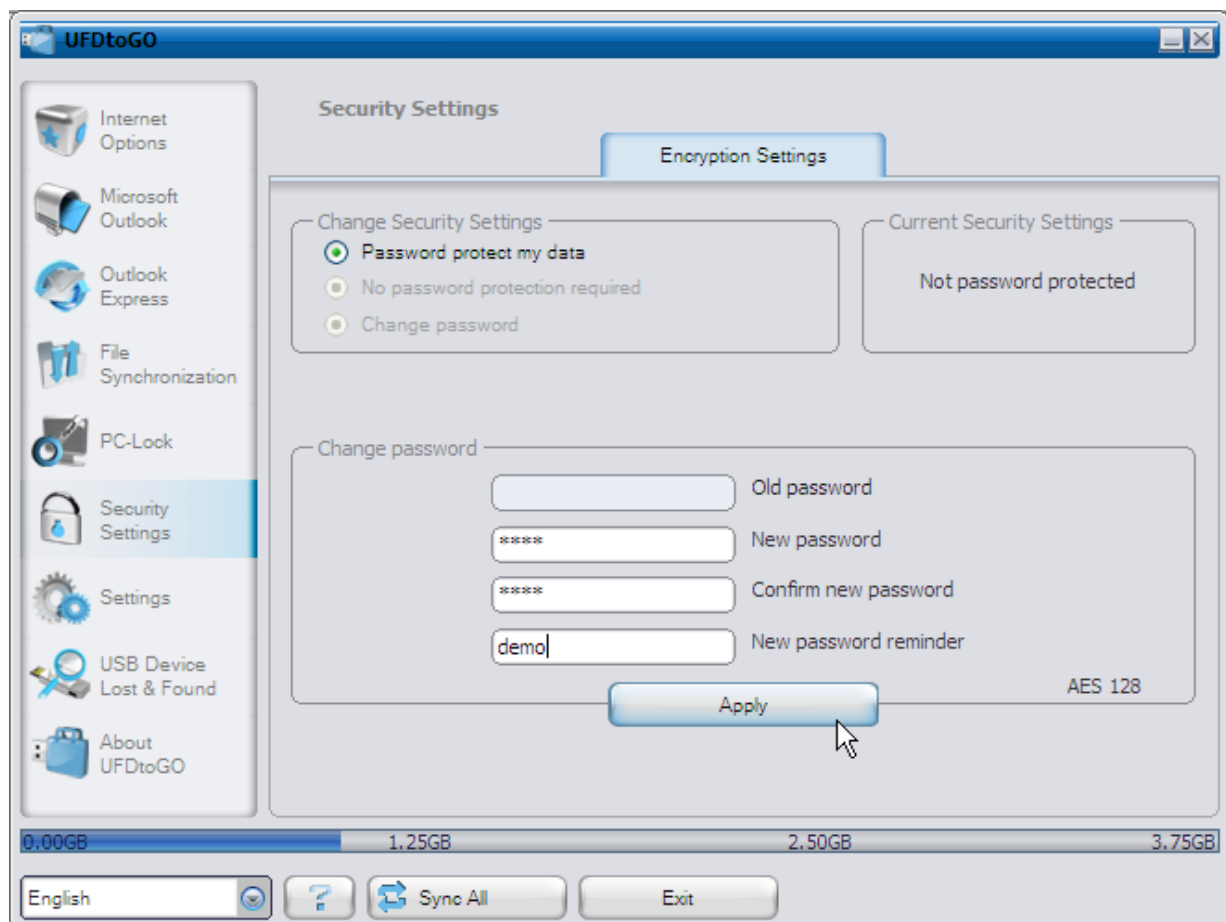 UFDtoGO
Internet
Options
Microsoft
Outlook
Outlook
Express
File
Synchronization
PC-Lock
Security
Settings
Settings
USB Device
Lost & Found
About
UFDtoGO
Security Settings
Encryption Settings
Change Security Settings
Password protect my data
No password protection required
Change password
Current Security Settings
Not password protected
Change password
Old password
**** New password
**** Confirm new password
demo New password reminder
AES 128
Apply
0.00GB 1.25GB 2.50GB 3.75GB
English ? Sync All Exit